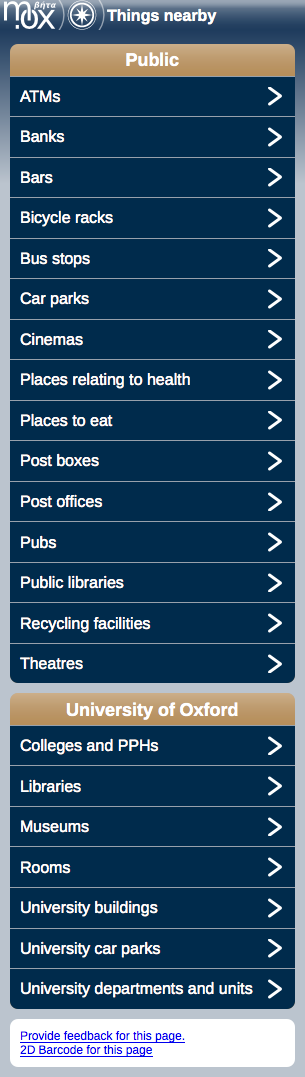 βήτα
m.ox
Things nearby
Public
ATMs
Banks
Bars
Bicycle racks
Bus stops
Car parks
Cinemas
Places relating to health
Places to eat
Post boxes
Post offices
Pubs
Public libraries
Recycling facilities
Theatres
University of Oxford
Colleges and PPHs
Libraries
Museums
Rooms
University buildings
University car parks
University departments and units
Provide feedback for this page.
2D Barcode for this page